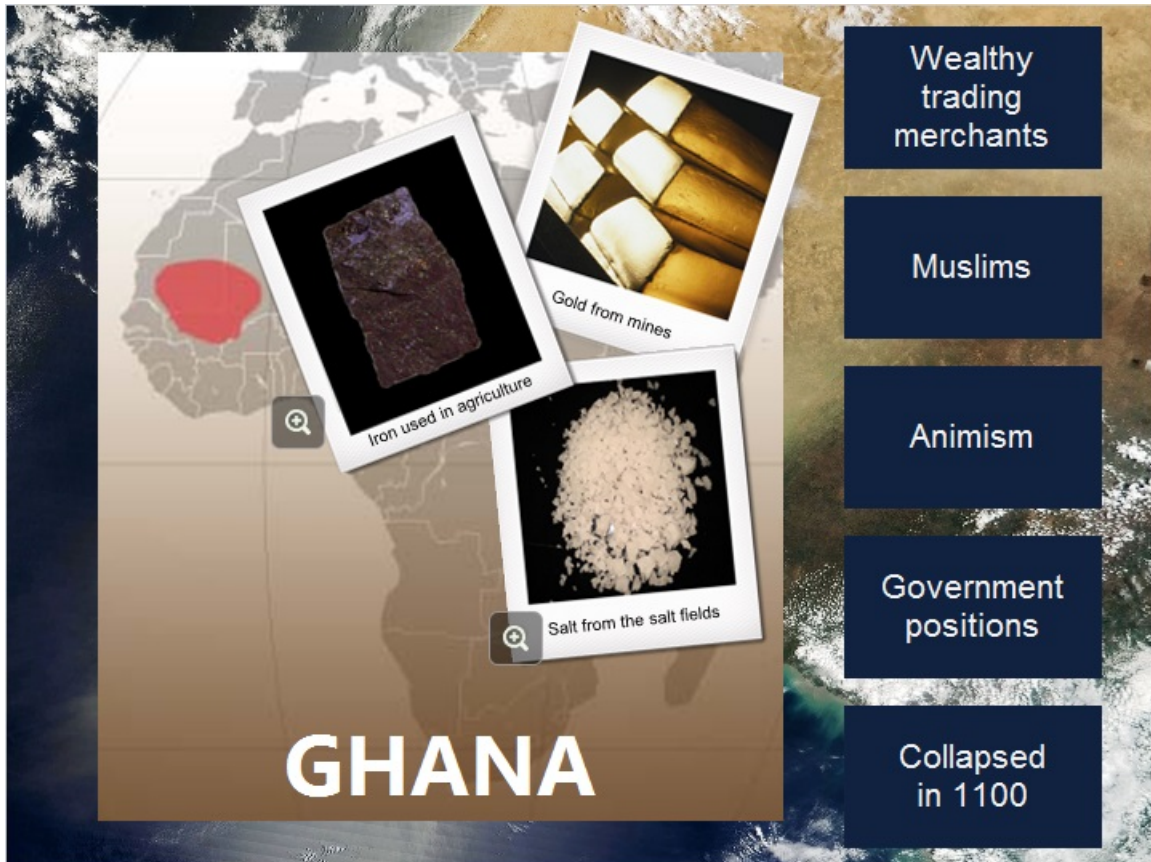 Gold from mines
Iron used in agriculture
Salt from the salt fields
GHANA
Wealthy
trading
merchants
Muslims
Animism
Government
positions
Collapsed
in 1100